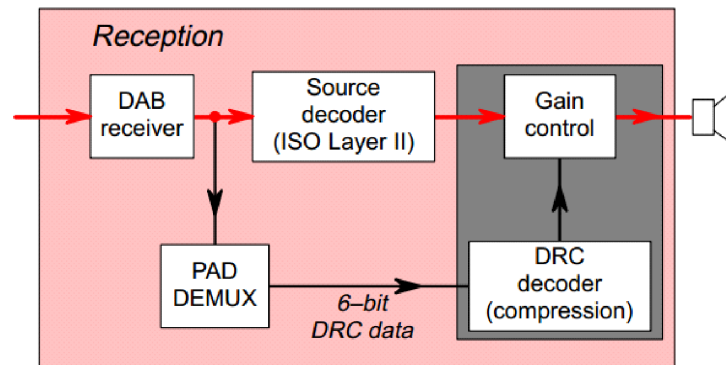 Reception
DAB
receiver
Source
decoder
(ISO Layer II)
Gain
control
PAD
DEMUX
6–bit
DRC data
DRC
decoder
(compression)